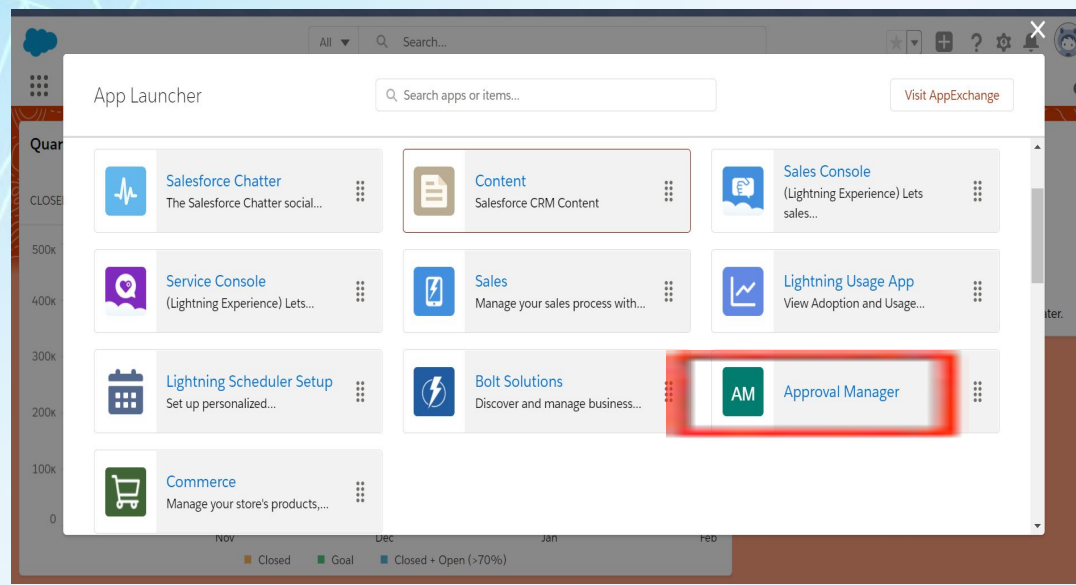 All
Search...
App Launcher
Search apps or items...
Visit AppExchange
Quar
CLOSE
500K
400K
300K
200K
100K
0
Salesforce Chatter
The Salesforce Chatter social...
Content
Salesforce CRM Content
Sales Console
(Lightning Experience) Lets
sales...
Service Console
(Lightning Experience) Lets...
Sales
Manage your sales process with...
Lightning Usage App
View Adoption and Usage...
Lightning Scheduler Setup
Set up personalized...
Bolt Solutions
Discover and manage business...
AM
Approval Manager
Commerce
Manage your store's products,...
ater.
Nov Dec Jan Feb
Closed Goal Closed + Open (>70%)